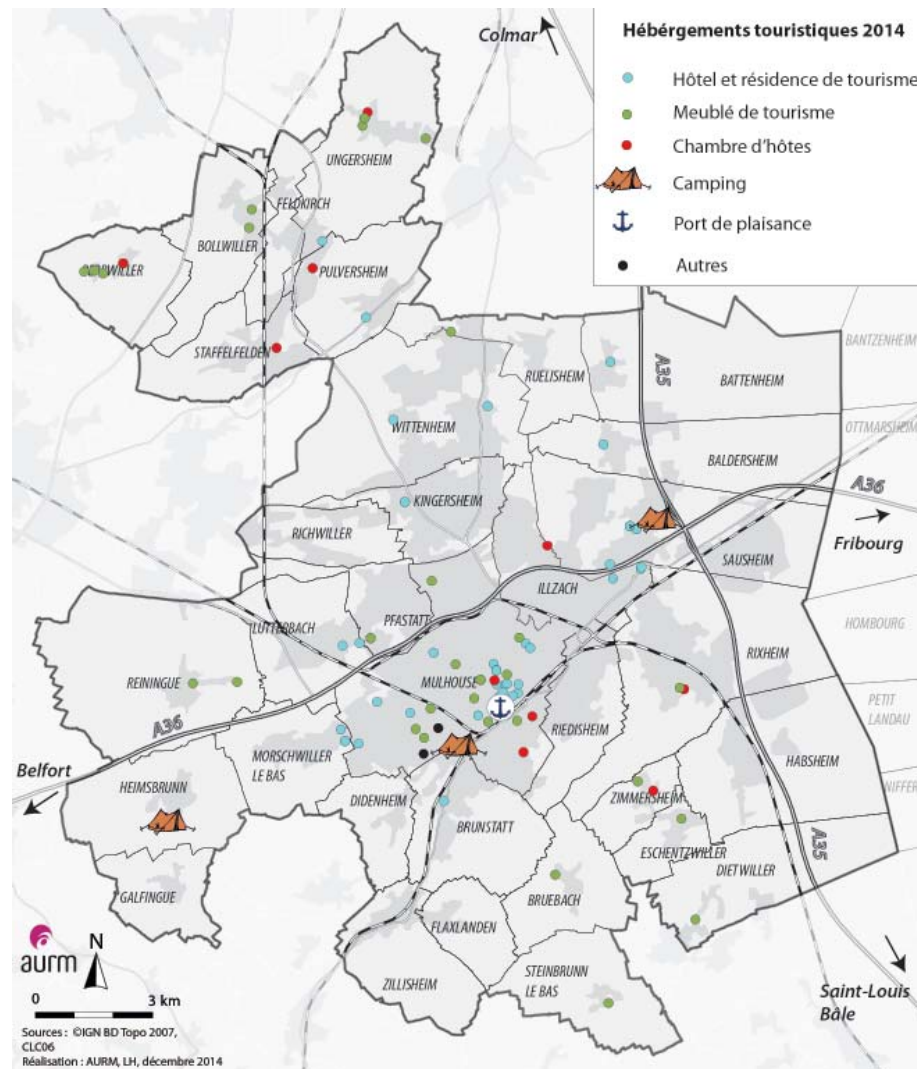 Colmar
Hébérgements touristiques 2014
Hôtel et résidence de tourisme
Meublé de tourisme
Chambre d'hôtes
Camping
Port de plaisance
Autres
UNGERSHEIM
FELDKIRCH
BOLLWILLER
PULVERSHEIM
STAFFELFELDEN
RUELISHEIM
A35
BATTENHEIM
BANTZENHEIM
WITTENHEIM
OTTMARSHEIM
BALDERSHEIM
A36
KINGERSHEIM
RICHWILLER
Fribourg
SAUSHEIM
ILLZACH
PFASTATT
LUTTERBACH
HOMBOURG
RIXHEIM
REININGUE
MULHOUSE
PETIT
LANDAU
RIEDISHEIM
A36
MORSCHWILLER
LE BAS
HABSHEIM
Belfort
HEIMSBRUNN
NIFFER
DIDENHEIM
ZIMMERSHEIM
BRUNSTATT
A35
ESCHENTZWILLER
DIETWILLER
GALFINGUE
BRUEBACH
FLAXLANDEN
aurm
N
ZILLISHEIM
STEINBRUNN
LE BAS
0 3 km
Saint-Louis
Bâle
Sources : ©IGN BD Topo 2007,
CLC06
Réalisation : AURM, LH, décembre 2014